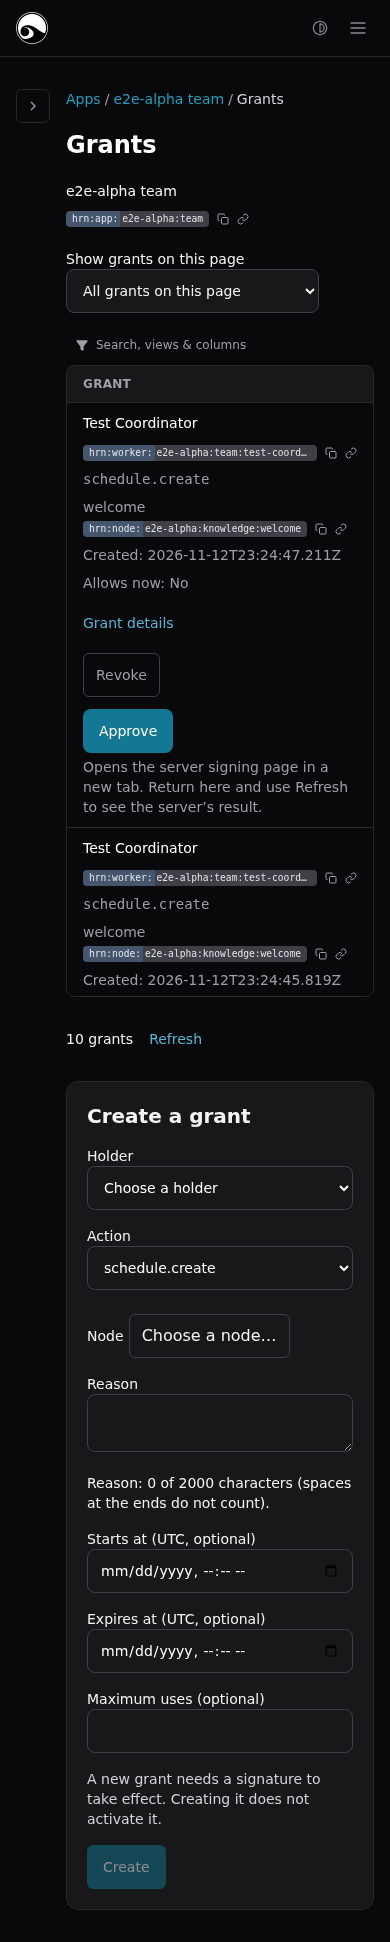 Apps / e2e-alpha team / Grants
Grants
e2e-alpha team
hrn:app: e2e-alpha:team
Show grants on this page
All grants on this page
Search, views & columns
GRANT
Test Coordinator
hrn:worker: e2e-alpha:team:test-coord…
schedule.create
welcome
hrn:node: e2e-alpha:knowledge:welcome
Created: 2026-11-12T23:24:47.211Z
Allows now: No
Grant details
Revoke
Approve
Opens the server signing page in a
new tab. Return here and use Refresh
to see the server’s result.
Test Coordinator
hrn:worker: e2e-alpha:team:test-coord…
schedule.create
welcome
hrn:node: e2e-alpha:knowledge:welcome
Created: 2026-11-12T23:24:45.819Z
10 grants Refresh
Create a grant
Holder
Choose a holder
Action
schedule.create
Node Choose a node…
Reason
Reason: 0 of 2000 characters (spaces
at the ends do not count).
Starts at (UTC, optional)
mm/dd/yyyy, --:-- --
Expires at (UTC, optional)
mm/dd/yyyy, --:-- --
Maximum uses (optional)
A new grant needs a signature to
take effect. Creating it does not
activate it.
Create